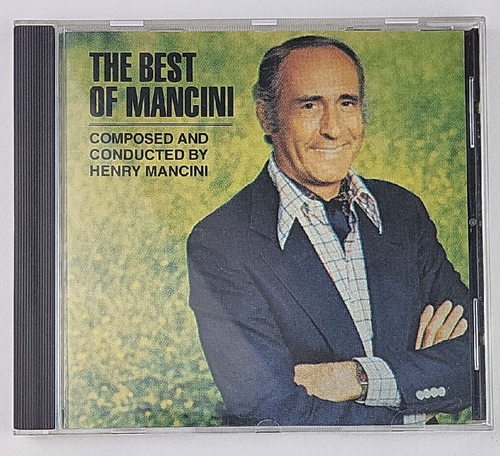 THE BEST
OF MANCINI
COMPOSED AND
CONDUCTED BY
HENRY MANCINI